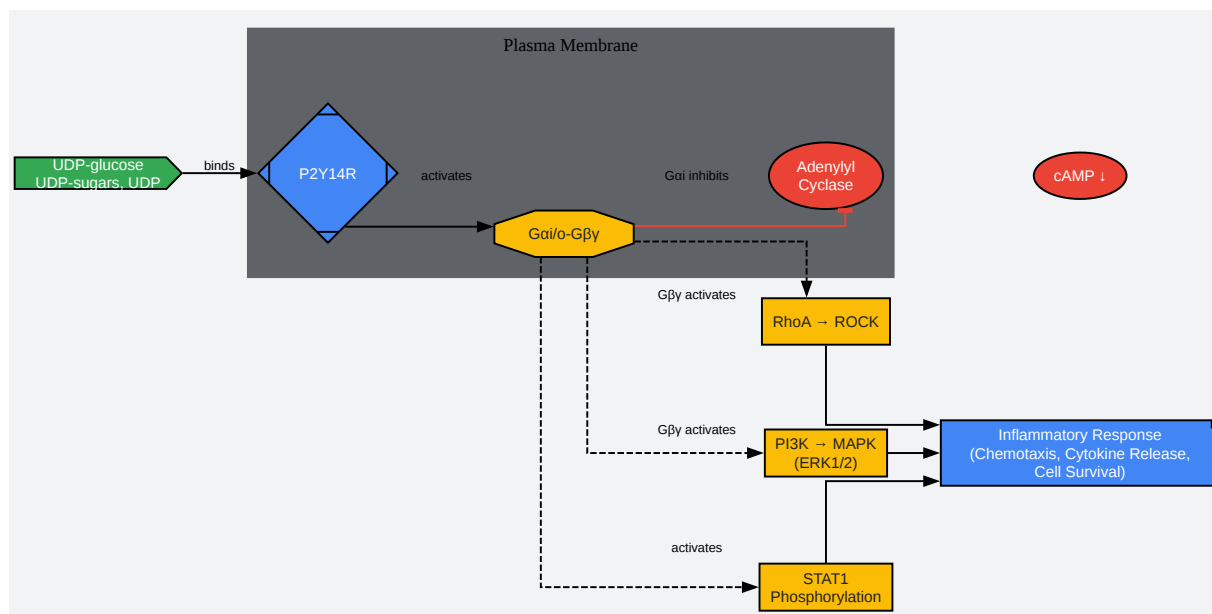 Plasma Membrane
UDP-glucose
UDP-sugars, UDP
binds
P2Y14R
activates
Gαi inhibits
Adenylyl
Cyclase
cAMP ↓
Gαi/o-Gβγ
Gβγ activates
RhoA → ROCK
Gβγ activates
PI3K → MAPK
(ERK1/2)
Inflammatory Response
(Chemotaxis, Cytokine Release,
Cell Survival)
activates
STAT1
Phosphorylation